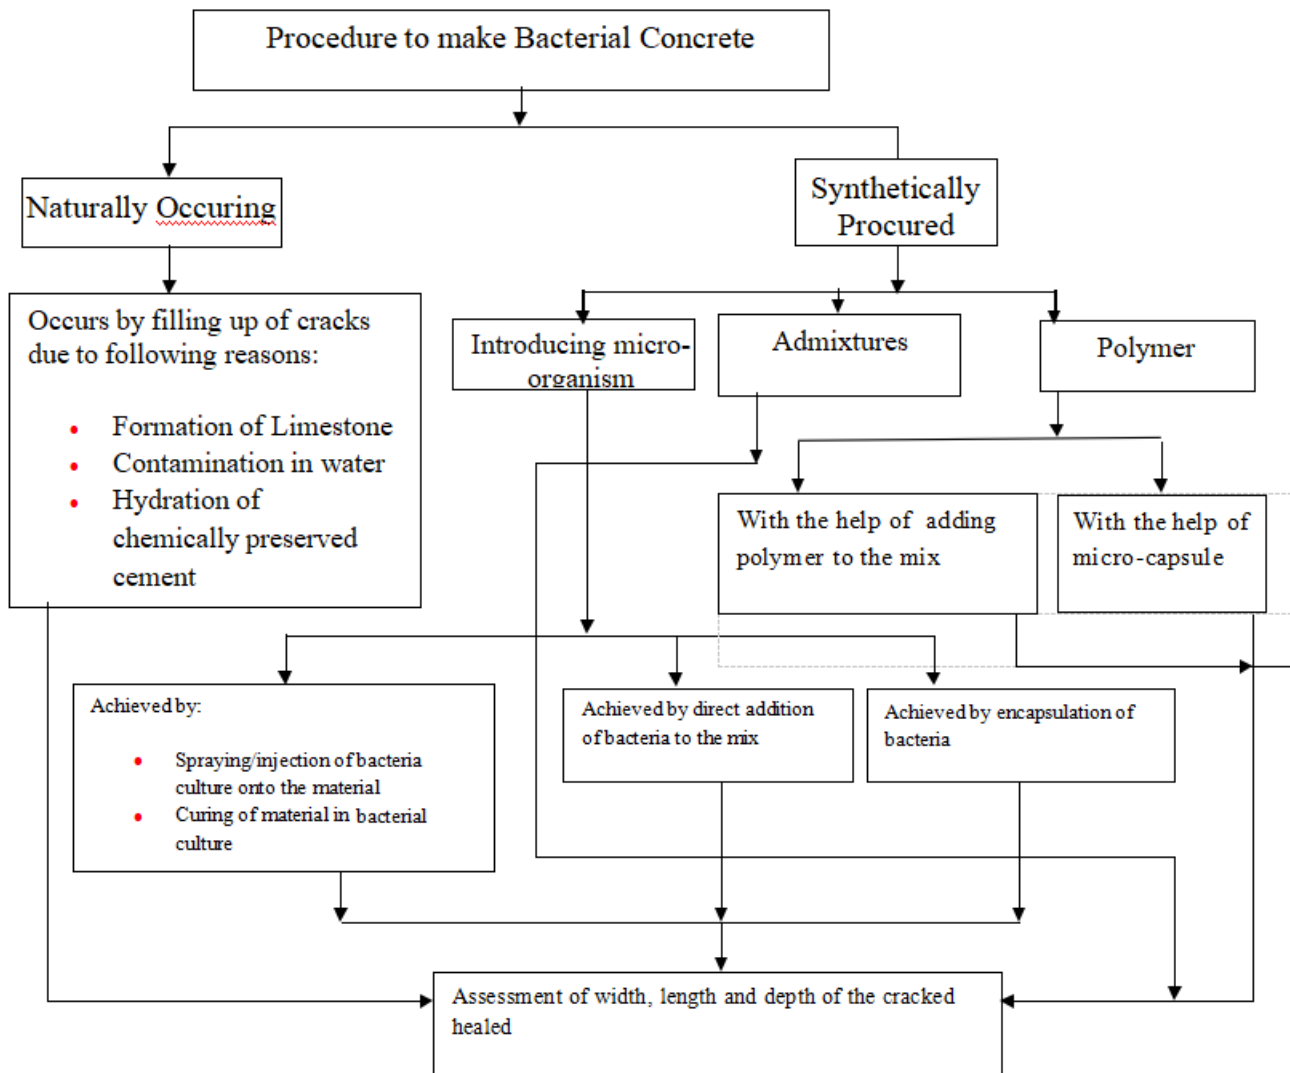 Procedure to make Bacterial Concrete
Naturally Occuring
Synthetically
Procured
Occurs by filling up of cracks
due to following reasons:
Formation of Limestone
Contamination in water
Hydration of
chemically preserved
cement
Introducing micro-
organism
Admixtures
Polymer
With the help of adding
polymer to the mix
With the help of
micro-capsule
Achieved by:
Spraying/injection of bacteria
culture onto the material
Curing of material in bacterial
culture
Achieved by direct addition
of bacteria to the mix
Achieved by encapsulation of
bacteria
Assessment of width, length and depth of the cracked
healed